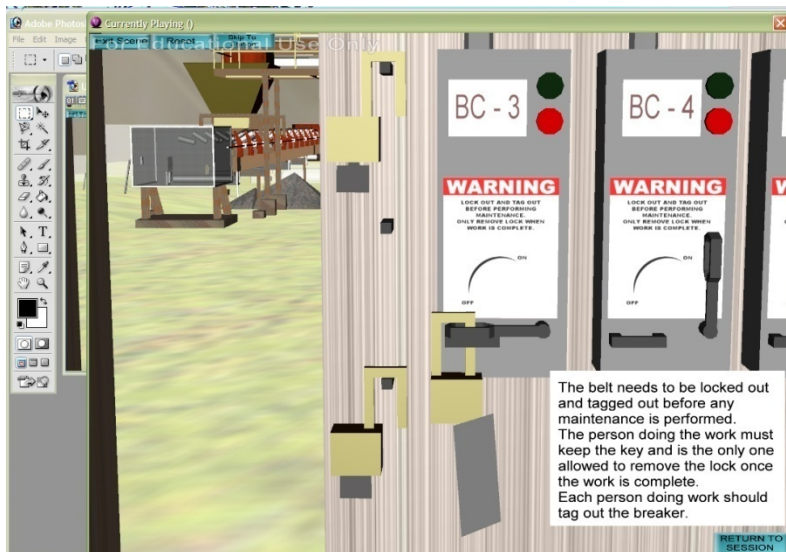 Adobe Photos
Currently Playing ()
File Edit Image
Exit Scene Reset Skip To
For Educational Use Only
BC - 3
BC - 4
WARNING
LOCK OUT AND TAG OUT
BEFORE PERFORMING
MAINTENANCE.
ONLY REMOVE LOCK WHEN
WORK IS COMPLETE.
ON
OFF
WARNING
LOCK OUT AND TAG OUT
BEFORE PERFORMING
MAINTENANCE.
ONLY REMOVE LOCK WHEN
WORK IS COMPLETE.
ON
OFF
The belt needs to be locked out
and tagged out before any
maintenance is performed.
The person doing the work must
keep the key and is the only one
allowed to remove the lock once
the work is complete.
Each person doing work should
tag out the breaker.
RETURN TO
SESSION